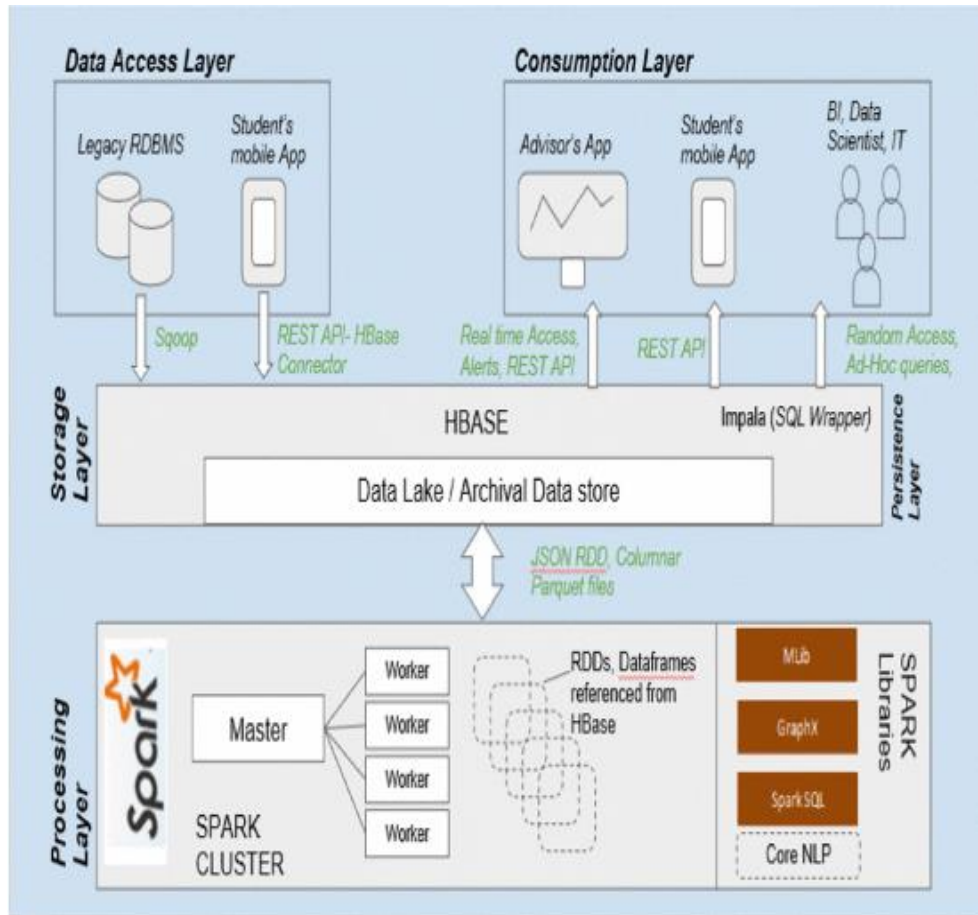 Data Access Layer
Legacy RDBMS
Student's
mobile App
Consumption Layer
Advisor's App
Student's
mobile App
BI, Data
Scientist, IT
Sqoop
REST API- HBase
Connector
Real time Access,
Alerts, REST API
REST API
Random Access,
Ad-Hoc queries,
Storage
Layer
HBASE
Impala (SQL Wrapper)
Data Lake / Archival Data store
Persistence
Layer
JSON RDD, Columnar
Parquet files
Processing
Layer
Spark
Master
Worker
Worker
Worker
Worker
SPARK
CLUSTER
RDDs, Dataframes
referenced from
HBase
MLib
GraphX
Spark SQL
Core NLP
SPARK
Libraries